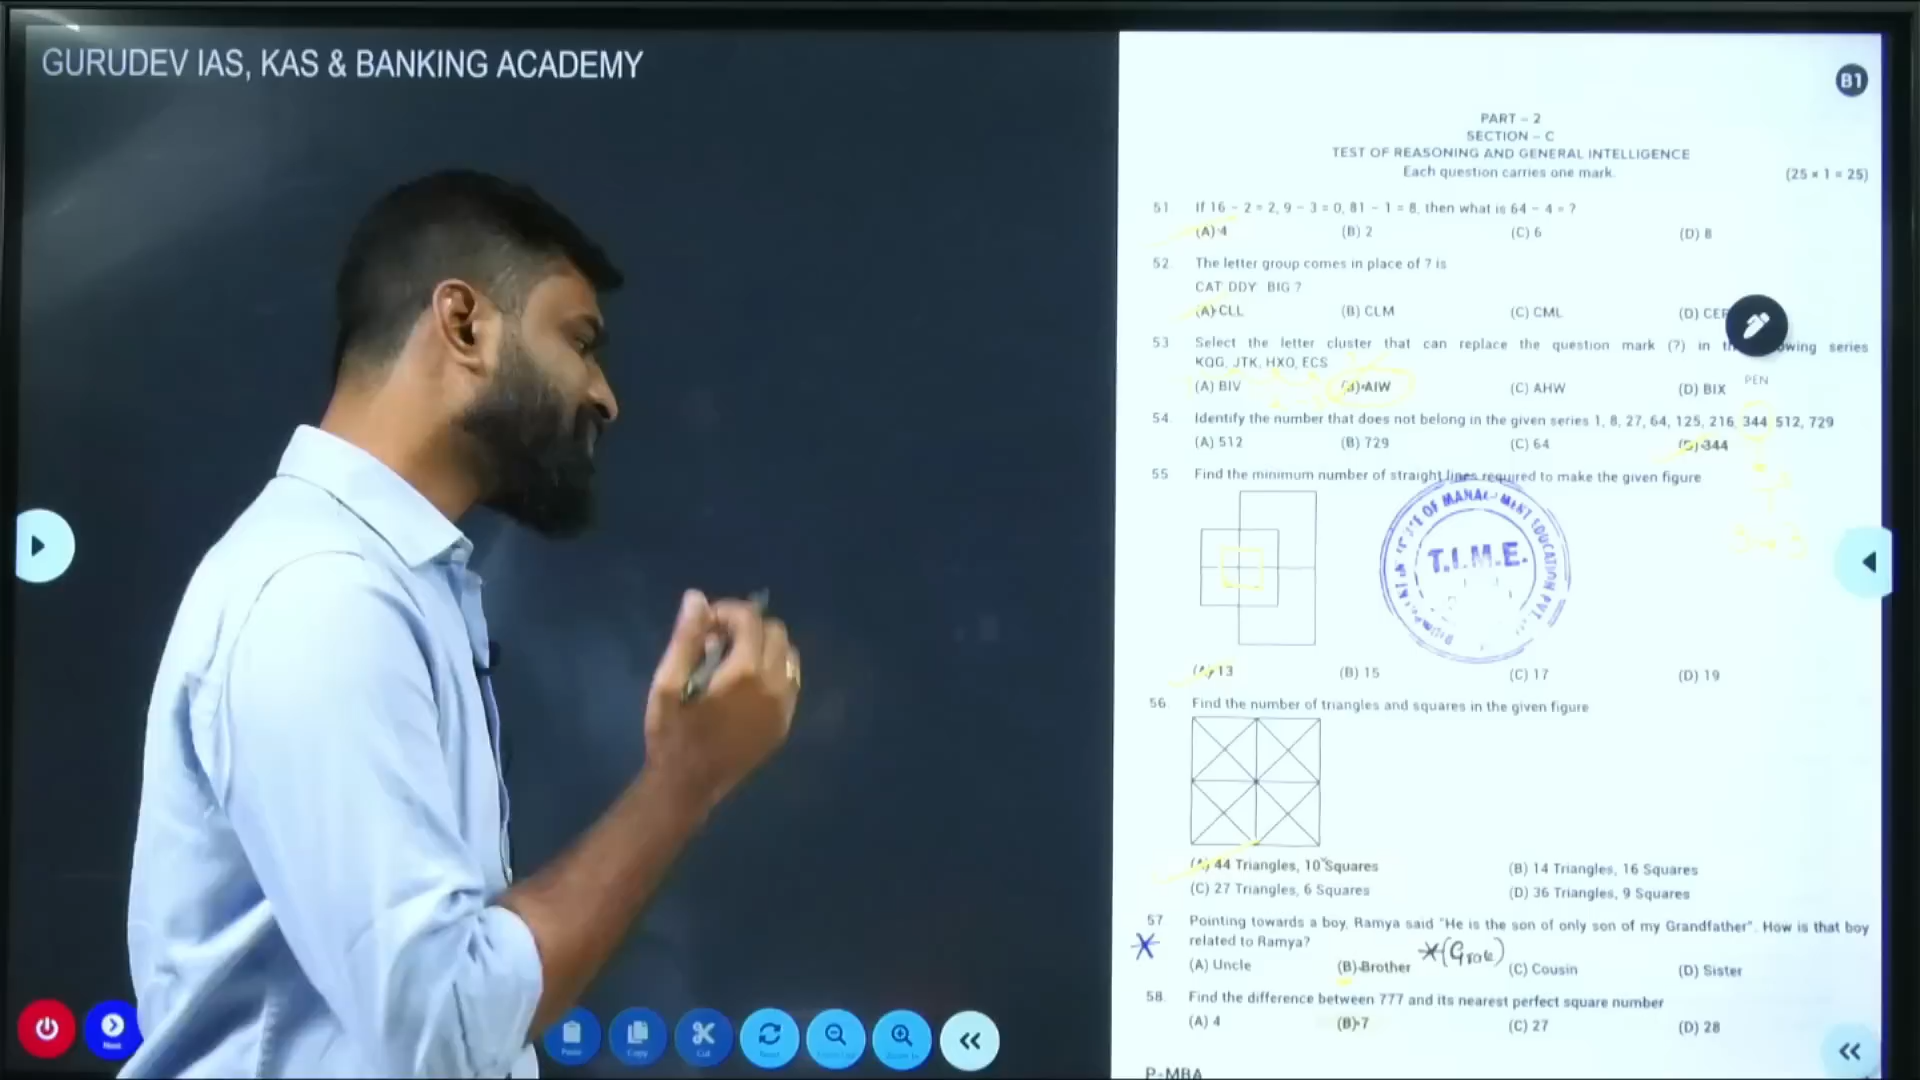 GURUDEV IAS, KAS & BANKING ACADEMY
B1
PART – 2
SECTION – C
TEST OF REASONING AND GENERAL INTELLIGENCE
Each question carries one mark.
(25 × 1 = 25)
51 If 16 – 2 = 2, 9 – 3 = 0, 81 – 1 = 8, then what is 64 – 4 = ?
(A) 4 (B) 2 (C) 6 (D) 8
52. The letter group comes in place of ? is
CAT DDY BIG ?
(A) CLL (B) CLM (C) CML (D) CEP
53 Select the letter cluster that can replace the question mark (?) in owing series
KQG, JTK, HXO, ECS
(A) BIV (B) AIW (C) AHW (D) BIX
PEN
54. Identify the number that does not belong in the given series 1, 8, 27, 64, 125, 216, 344 512, 729
(A) 512 (B) 729 (C) 64 (D) 344
55 Find the minimum number of straight lines required to make the given figure
T.I.M.E.
(A) 13 (B) 15 (C) 17 (D) 19
56. Find the number of triangles and squares in the given figure
(A) 44 Triangles, 10 Squares (B) 14 Triangles, 16 Squares
(C) 27 Triangles, 6 Squares (D) 36 Triangles, 9 Squares
57 Pointing towards a boy, Ramya said "He is the son of only son of my Grandfather". How is that boy
related to Ramya?
(A) Uncle (B) Brother (C) Cousin (D) Sister
58. Find the difference between 777 and its nearest perfect square number
(A) 4 (B) 7 (C) 27 (D) 28
P-MBA
Next
Paste Copy Cut